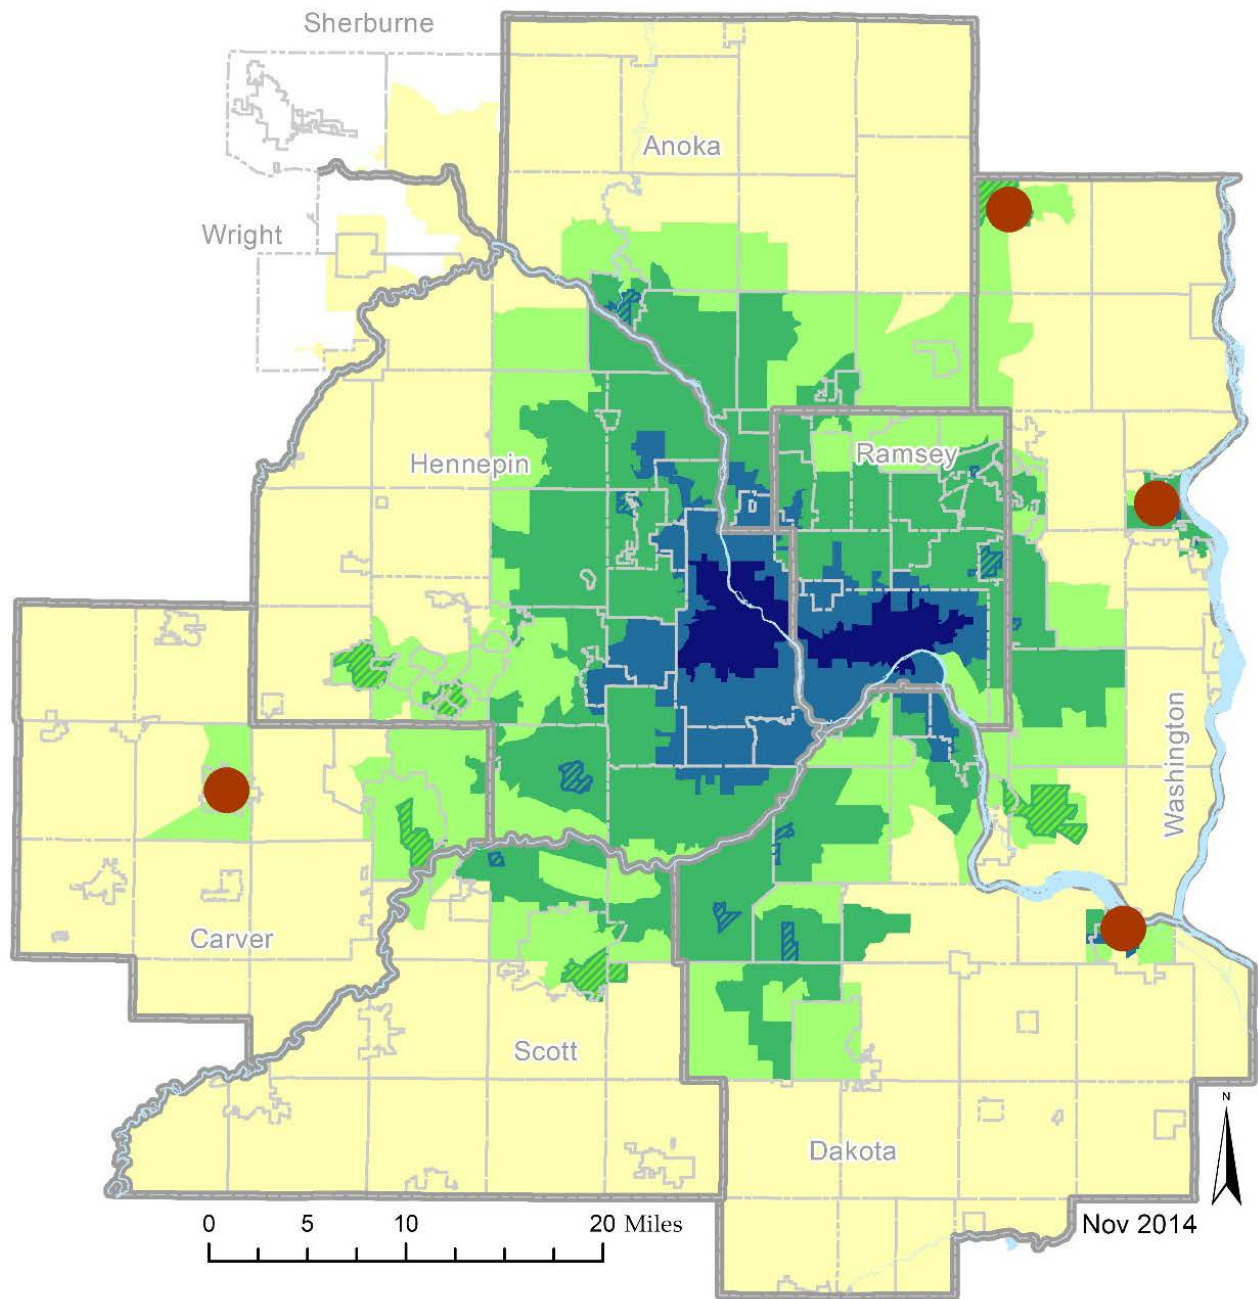 Sherburne
Anoka
Wright
Hennepin
Ramsey
Washington
Carver
Scott
Dakota
N
0 5 10 20 Miles
Nov 2014